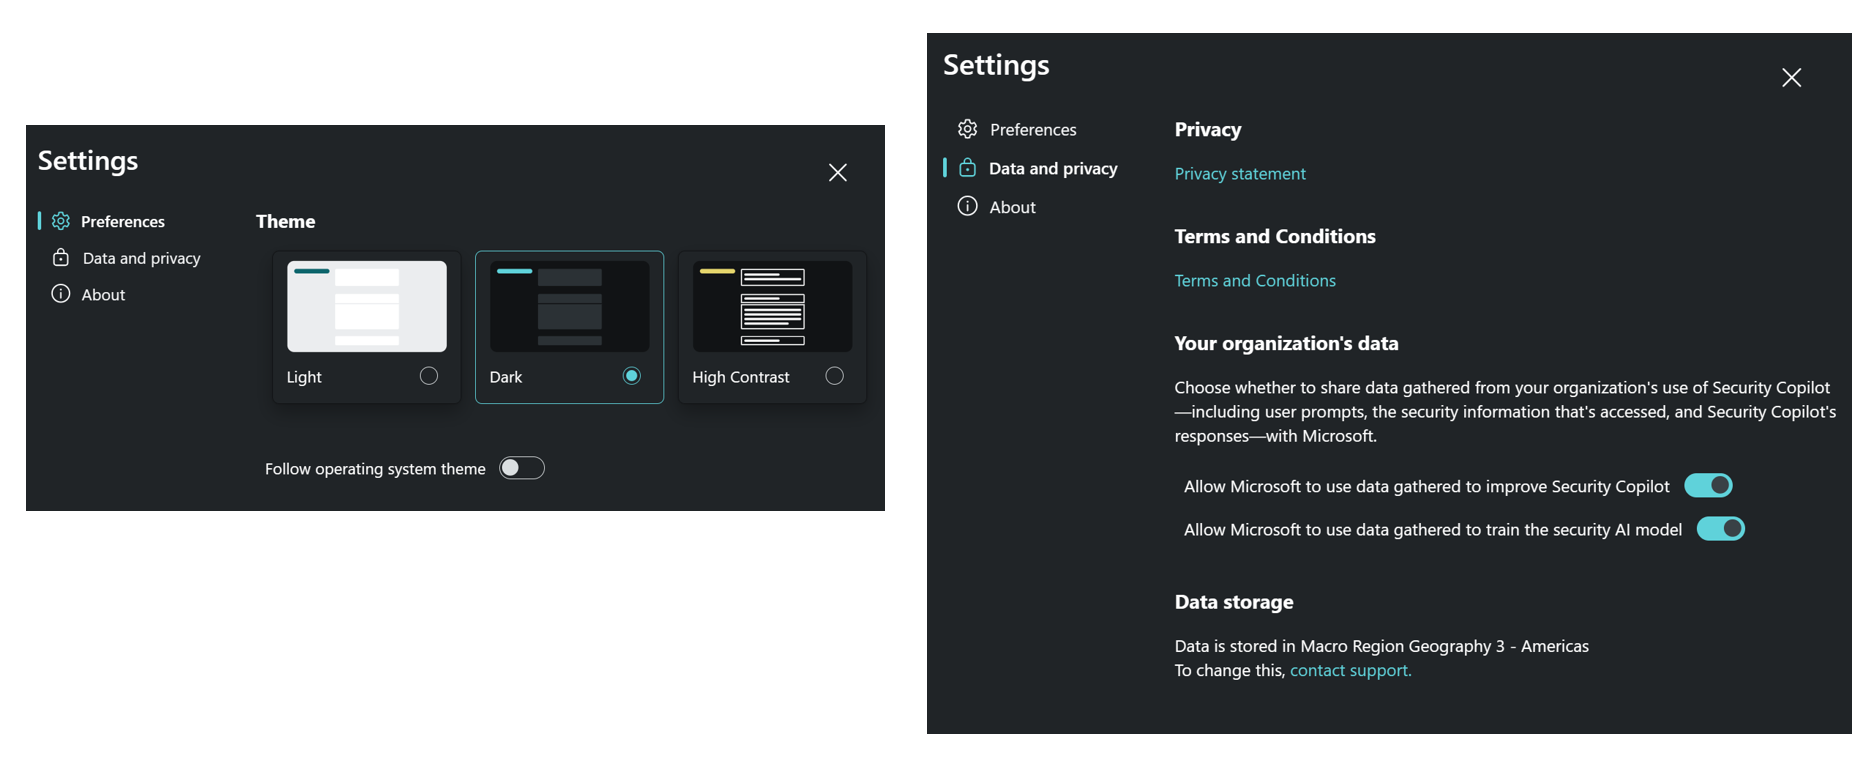 Settings
Preferences
Data and privacy
About
Theme
Light
Dark
High Contrast
Follow operating system theme
Settings
Preferences
Data and privacy
About
Privacy
Privacy statement
Terms and Conditions
Terms and Conditions
Your organization's data
Choose whether to share data gathered from your organization's use of Security Copilot
—including user prompts, the security information that's accessed, and Security Copilot's
responses—with Microsoft.
Allow Microsoft to use data gathered to improve Security Copilot
Allow Microsoft to use data gathered to train the security AI model
Data storage
Data is stored in Macro Region Geography 3 - Americas
To change this, contact support.